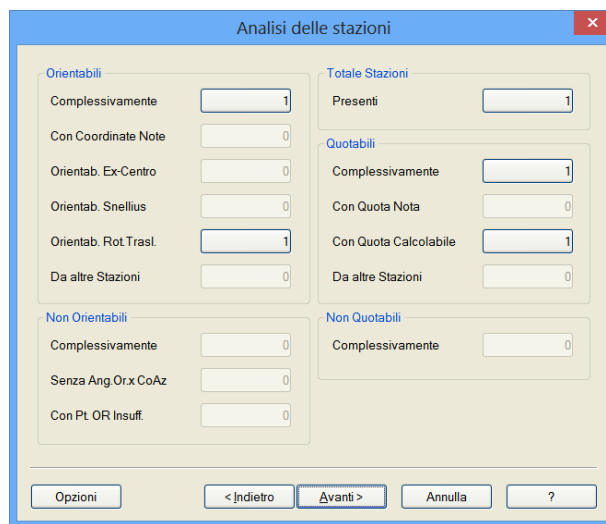 Analisi delle stazioni
Orientabili
Complessivamente 1
Con Coordinate Note 0
Orientab. Ex-Centro 0
Orientab. Snellius 0
Orientab. Rot.Trasl. 1
Da altre Stazioni 0
Non Orientabili
Complessivamente 0
Senza Ang.Or.x CoAz 0
Con Pt. OR Insuff. 0
Totale Stazioni
Presenti 1
Quotabili
Complessivamente 1
Con Quota Nota 0
Con Quota Calcolabile 1
Da altre Stazioni 0
Non Quotabili
Complessivamente 0
Opzioni < Indietro Avanti > Annulla ?